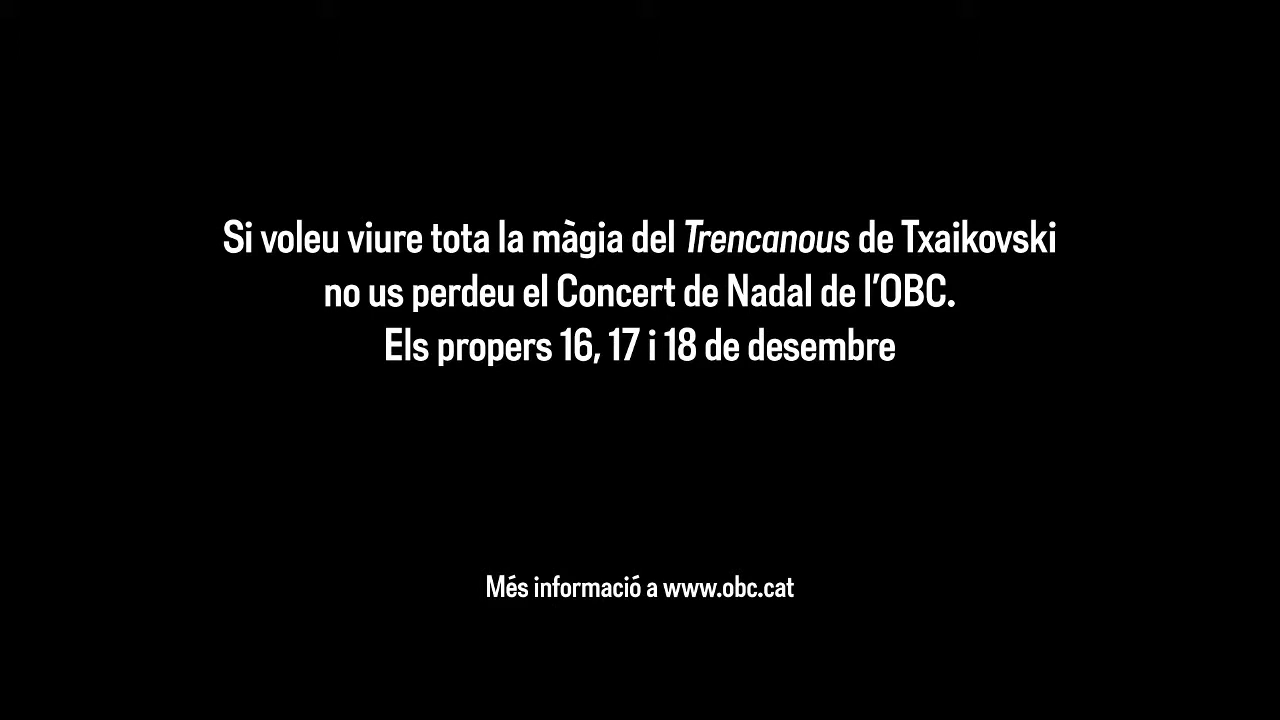 Si voleu viure tota la màgia del Trencanous de Txaikovski
no us perdeu el Concert de Nadal de l’OBC.
Els propers 16, 17 i 18 de desembre
Més informació a www.obc.cat